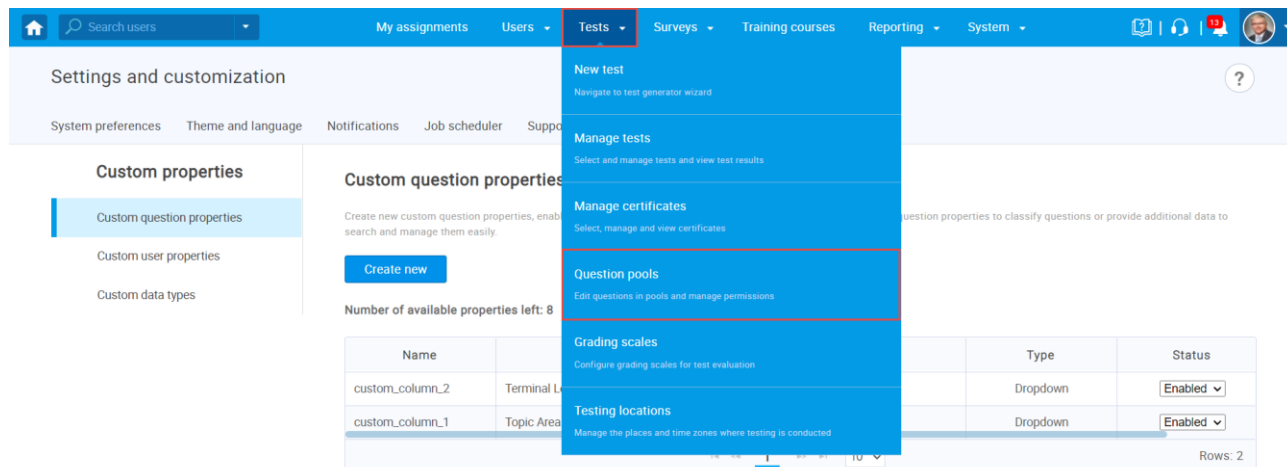 Search users
My assignments Users Tests Surveys Training courses Reporting System 13
Settings and customization ?
System preferences Theme and language Notifications Job scheduler
Custom properties
Custom question properties
Custom user properties
Custom data types
Custom question properties
Create new custom question properties, question properties to classify questions or provide additional data to
search and manage them easily.
Create new
Number of available properties left: 8
Name Type Status
custom_column_2 Terminal Dropdown Enabled
custom_column_1 Topic Area Dropdown Enabled
1 10 Rows: 2
New test
Navigate to test generator wizard
Manage tests
Select and manage tests and view test results
Manage certificates
Select, manage and view certificates
Question pools
Edit questions in pools and manage permissions
Grading scales
Configure grading scales for test evaluation
Testing locations
Manage the places and time zones where testing is conducted